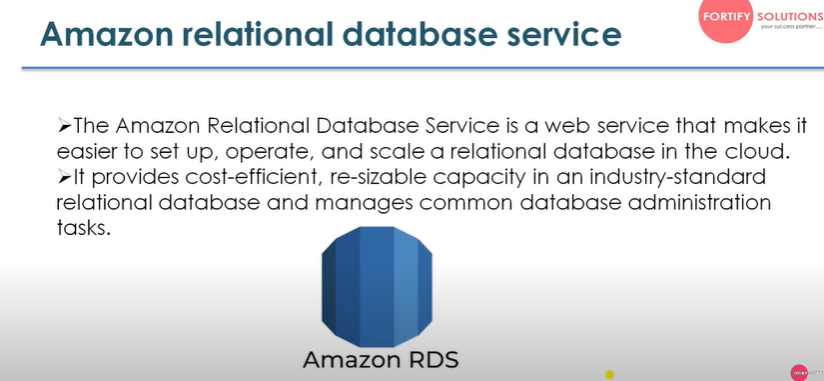 FORTIFY SOLUTIONS
your success partner.....
Amazon relational database service
➢The Amazon Relational Database Service is a web service that makes it
easier to set up, operate, and scale a relational database in the cloud.
➢It provides cost-efficient, re-sizable capacity in an industry-standard
relational database and manages common database administration
tasks.
Amazon RDS